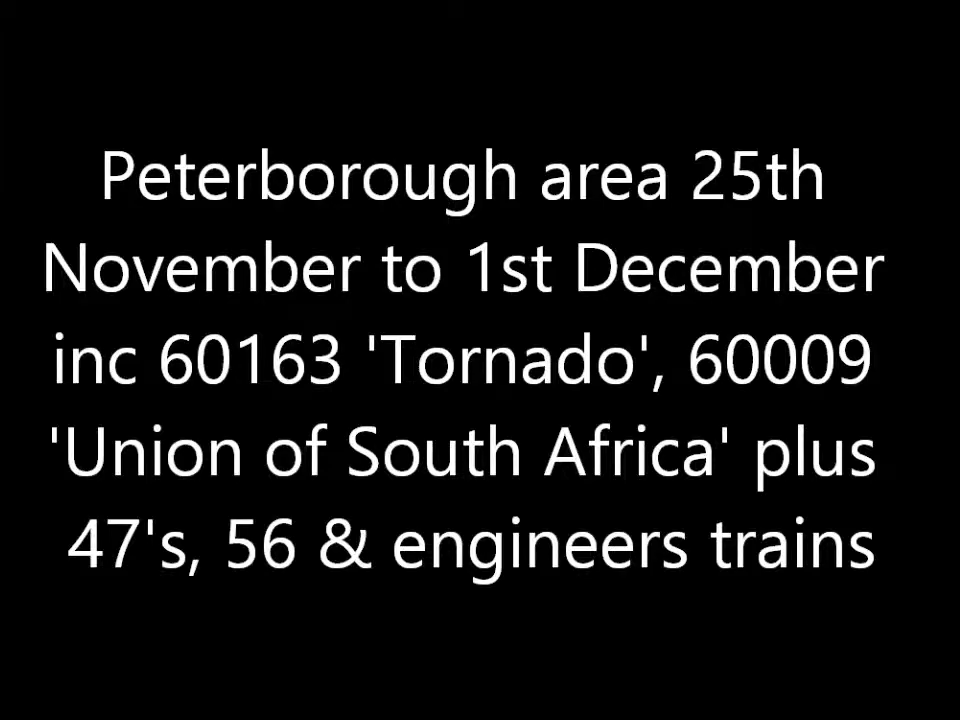 Peterborough area 25th
November to 1st December
inc 60163 'Tornado', 60009
'Union of South Africa' plus
47's, 56 & engineers trains